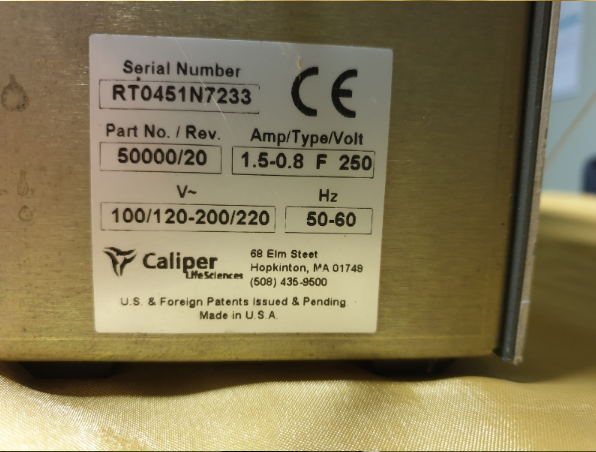 Serial Number
RT0451N7233
CE
Part No. / Rev.
50000/20
Amp/Type/Volt
1.5-0.8 F 250
V~
100/120-200/220
Hz
50-60
Caliper
LifeSciences
68 Elm Steet
Hopkinton, MA 01748
(508) 435-9500
U.S. & Foreign Patents Issued & Pending.
Made in U.S.A.